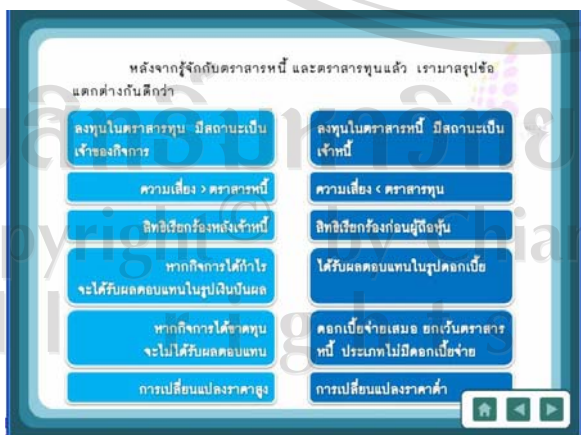 หลังจากรู้จักกับตราสารหนี้ และตราสารทุนแล้ว เรามาสรุปข้อ
แตกต่างกันดีกว่า
ลงทุนในตราสารทุน มีสถานะเป็น
เจ้าของกิจการ
ลงทุนในตราสารหนี้ มีสถานะเป็น
เจ้าหนี้
ความเสี่ยง > ตราสารหนี้
ความเสี่ยง < ตราสารทุน
สิทธิเรียกร้องหลังเจ้าหนี้
สิทธิเรียกร้องก่อนผู้ถือหุ้น
หากกิจการได้กำไร
จะได้รับผลตอบแทนในรูปเงินปันผล
ได้รับผลตอบแทนในรูปดอกเบี้ย
หากกิจการได้ขาดทุน
จะไม่ได้รับผลตอบแทน
ดอกเบี้ยจ่ายเสมอ ยกเว้นตราสาร
หนี้ ประเภทไม่มีดอกเบี้ยจ่าย
การเปลี่ยนแปลงราคาสูง
การเปลี่ยนแปลงราคาต่ำ